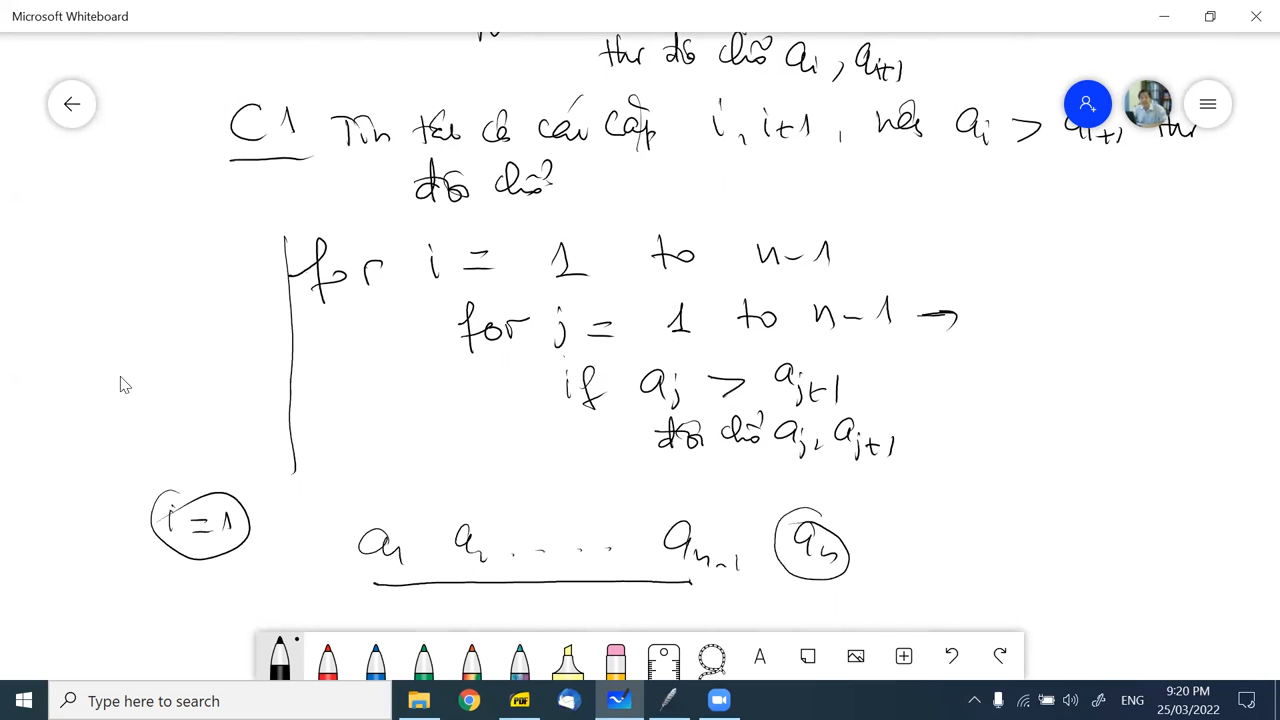 Microsoft Whiteboard
thì đổi chỗ ai, ai+1
C1 Tìm tất cả các cặp i, i+1, nếu ai > ai+1 thì
đổi chỗ
for i = 1 to n-1
for j = 1 to n-1 →
if aj > aj+1
đổi chỗ aj, aj+1
i = 1 a1 a2 ..... an-1 an
A
Type here to search
ENG
9:20 PM
25/03/2022